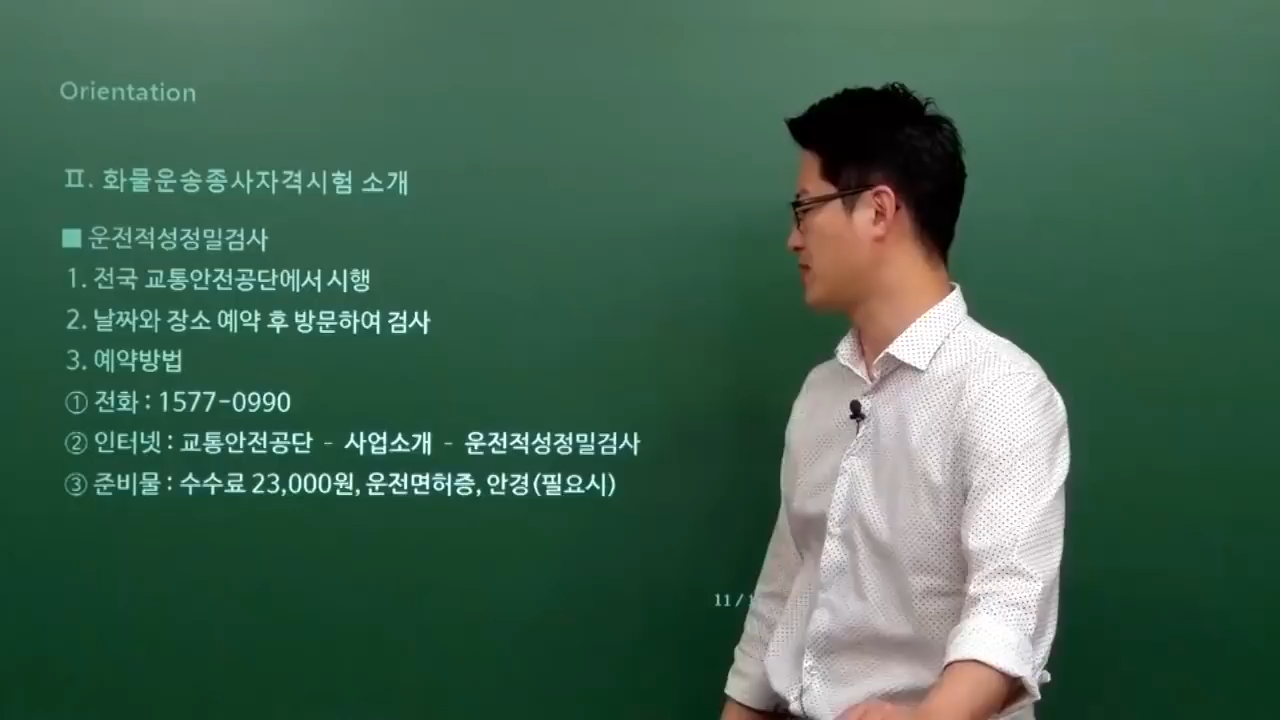 Orientation
Ⅱ. 화물운송종사자격시험 소개
■ 운전적성정밀검사
1. 전국 교통안전공단에서 시행
2. 날짜와 장소 예약 후 방문하여 검사
3. 예약방법
① 전화 : 1577-0990
② 인터넷 : 교통안전공단 - 사업소개 - 운전적성정밀검사
③ 준비물 : 수수료 23,000원, 운전면허증, 안경(필요시)
11/